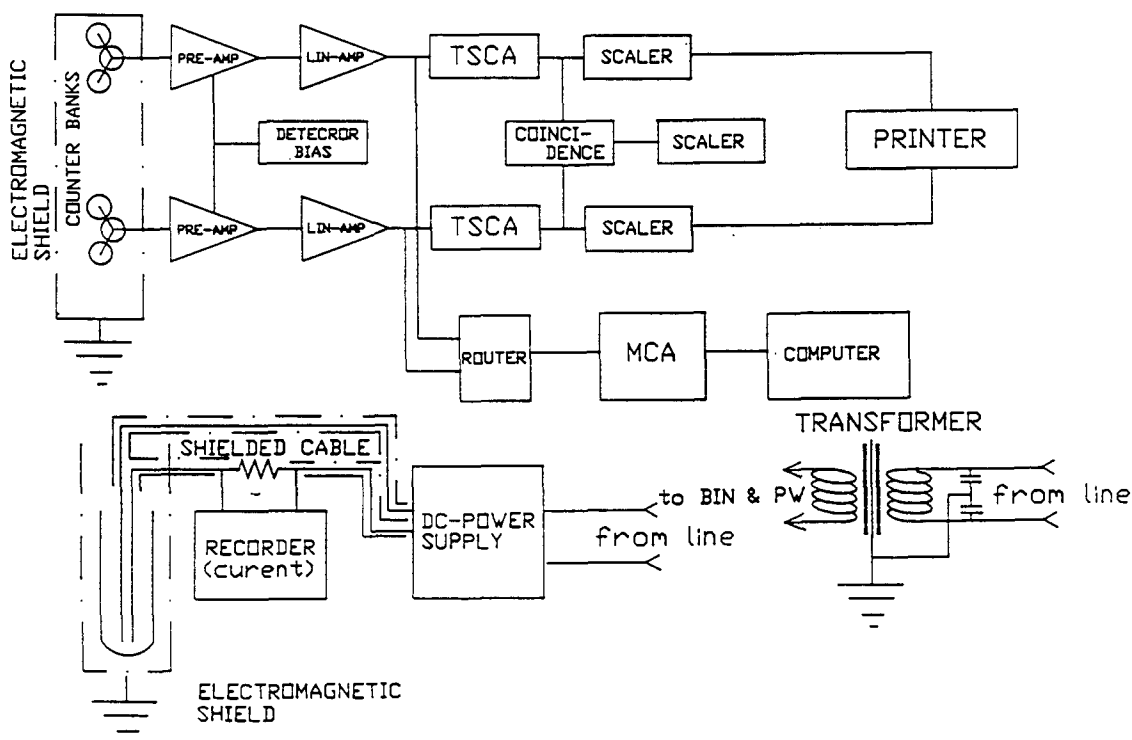 ELECTROMAGNETIC
SHIELD
COUNTER BANKS
PRE-AMP
LIN-AMP
TSCA
SCALER
DETECROR
BIAS
COINCI-
DENCE
SCALER
PRINTER
PRE-AMP
LIN-AMP
TSCA
SCALER
ROUTER
MCA
COMPUTER
SHIELDED CABLE
RECORDER
(curent)
DC-POWER
SUPPLY
from line
TRANSFORMER
to BIN & PW
from line
ELECTROMAGNETIC
SHIELD